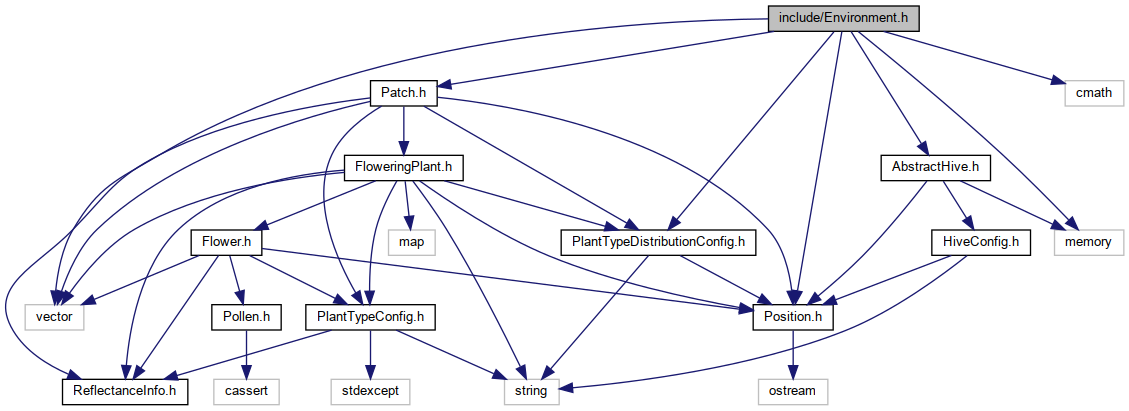 include/Environment.h
Patch.h
cmath
FloweringPlant.h
AbstractHive.h
Flower.h
map
PlantTypeDistributionConfig.h
HiveConfig.h
memory
vector
Pollen.h
PlantTypeConfig.h
Position.h
ReflectanceInfo.h
cassert
stdexcept
string
ostream